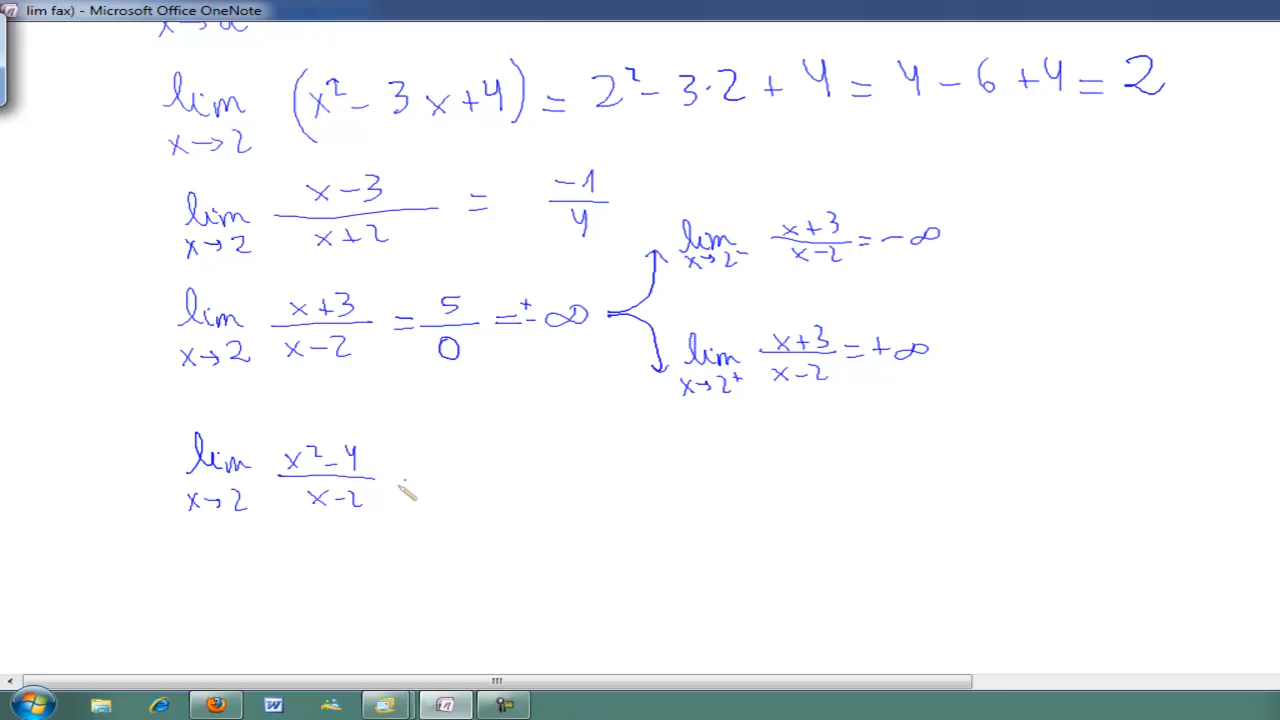 lim fax) - Microsoft Office OneNote
x→a
lim x→2 (x² - 3x+4) = 2² - 3·2 + 4 = 4 - 6 + 4 = 2
lim x→2 (x-3)/(x+2) = -1/4
lim x→2 (x+3)/(x-2) = 5/0 = ±∞
lim x→2⁻ (x+3)/(x-2) = -∞
lim x→2⁺ (x+3)/(x-2) = +∞
lim x→2 (x²-4)/(x-2)